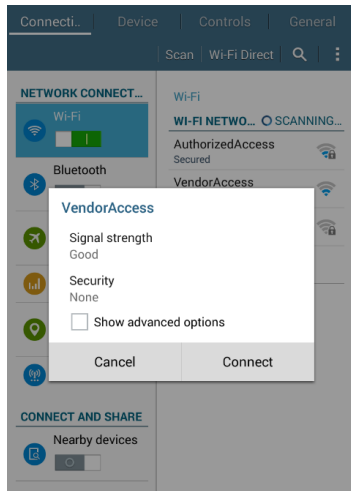 Connecti.. Device Controls General
Scan Wi-Fi Direct
NETWORK CONNECT...
Wi-Fi
Bluetooth
CONNECT AND SHARE
Nearby devices
Wi-Fi
WI-FI NETWO... SCANNING...
AuthorizedAccess
Secured
VendorAccess
VendorAccess
Signal strength
Good
Security
None
Show advanced options
Cancel Connect